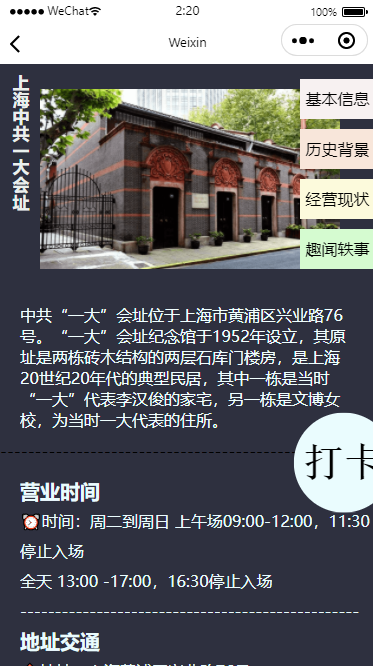 WeChat
2:20
100%
Weixin
上海中共一大会址
基本信息
历史背景
经营现状
趣闻轶事
中共“一大”会址位于上海市黄浦区兴业路76
号。“一大”会址纪念馆于1952年设立，其原
址是两栋砖木结构的两层石库门楼房，是上海
20世纪20年代的典型民居，其中一栋是当时
“一大”代表李汉俊的家宅，另一栋是文博女
校，为当时一大代表的住所。
打卡
营业时间
⏰时间：周二到周日 上午场09:00-12:00，11:30
停止入场
全天 13:00 -17:00，16:30停止入场
地址交通